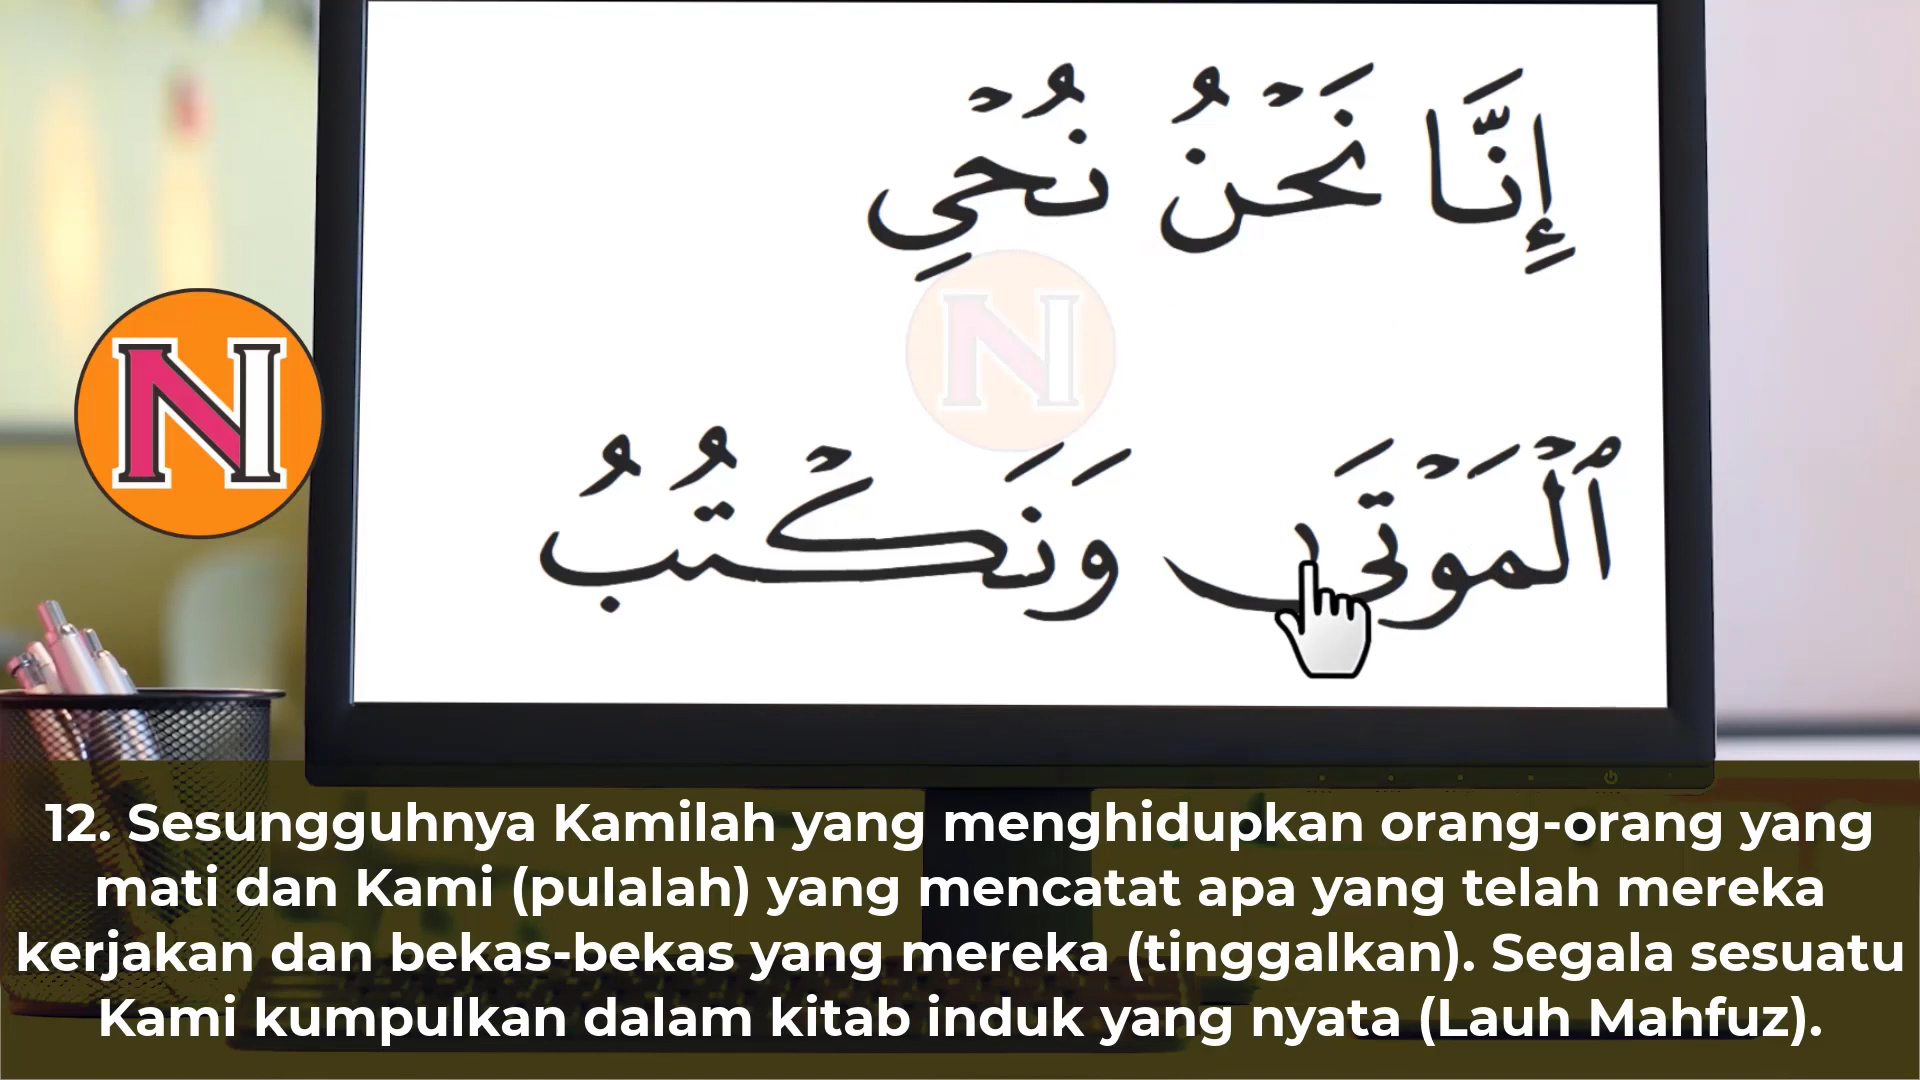 إِنَّا نَحْنُ نُحْيِ
ٱلْمَوْتَىٰ وَنَكْتُبُ
N
N
12. Sesungguhnya Kamilah yang menghidupkan orang-orang yang
mati dan Kami (pulalah) yang mencatat apa yang telah mereka
kerjakan dan bekas-bekas yang mereka (tinggalkan). Segala sesuatu
Kami kumpulkan dalam kitab induk yang nyata (Lauh Mahfuz).